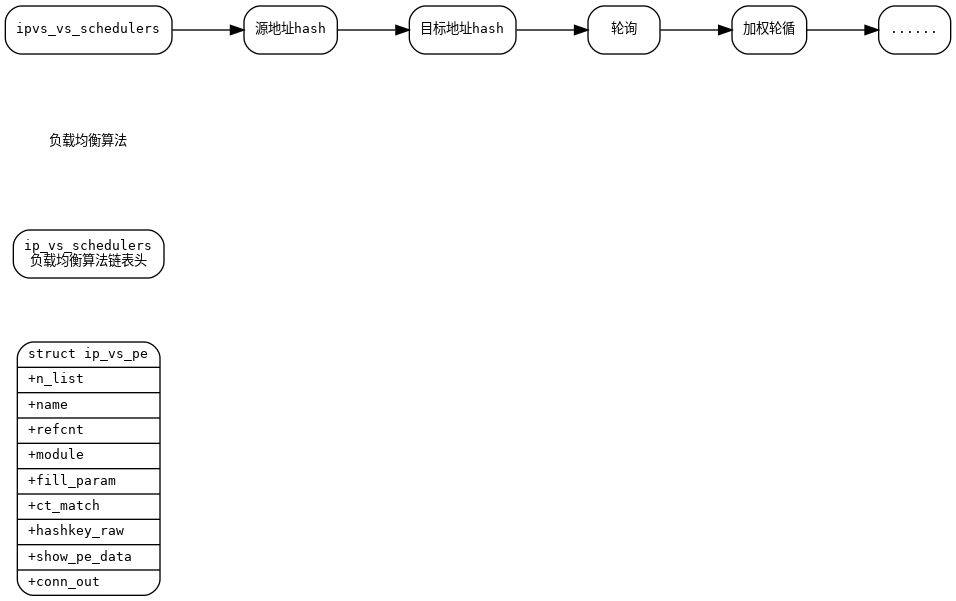 ipvs_vs_schedulers
源地址hash
目标地址hash
轮询
加权轮循
......
负载均衡算法
ip_vs_schedulers
负载均衡算法链表头
struct ip_vs_pe
+n_list
+name
+refcnt
+module
+fill_param
+ct_match
+hashkey_raw
+show_pe_data
+conn_out